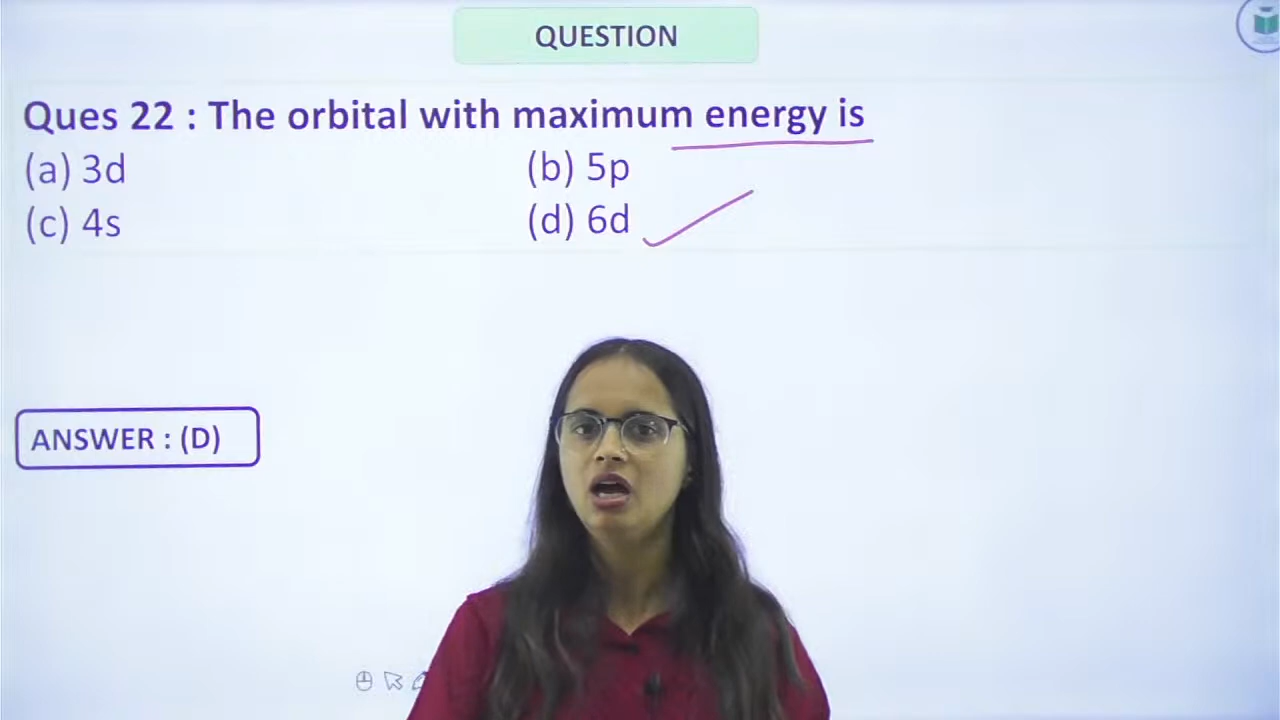 QUESTION
Ques 22 : The orbital with maximum energy is
(a) 3d (b) 5p
(c) 4s (d) 6d
ANSWER : (D)